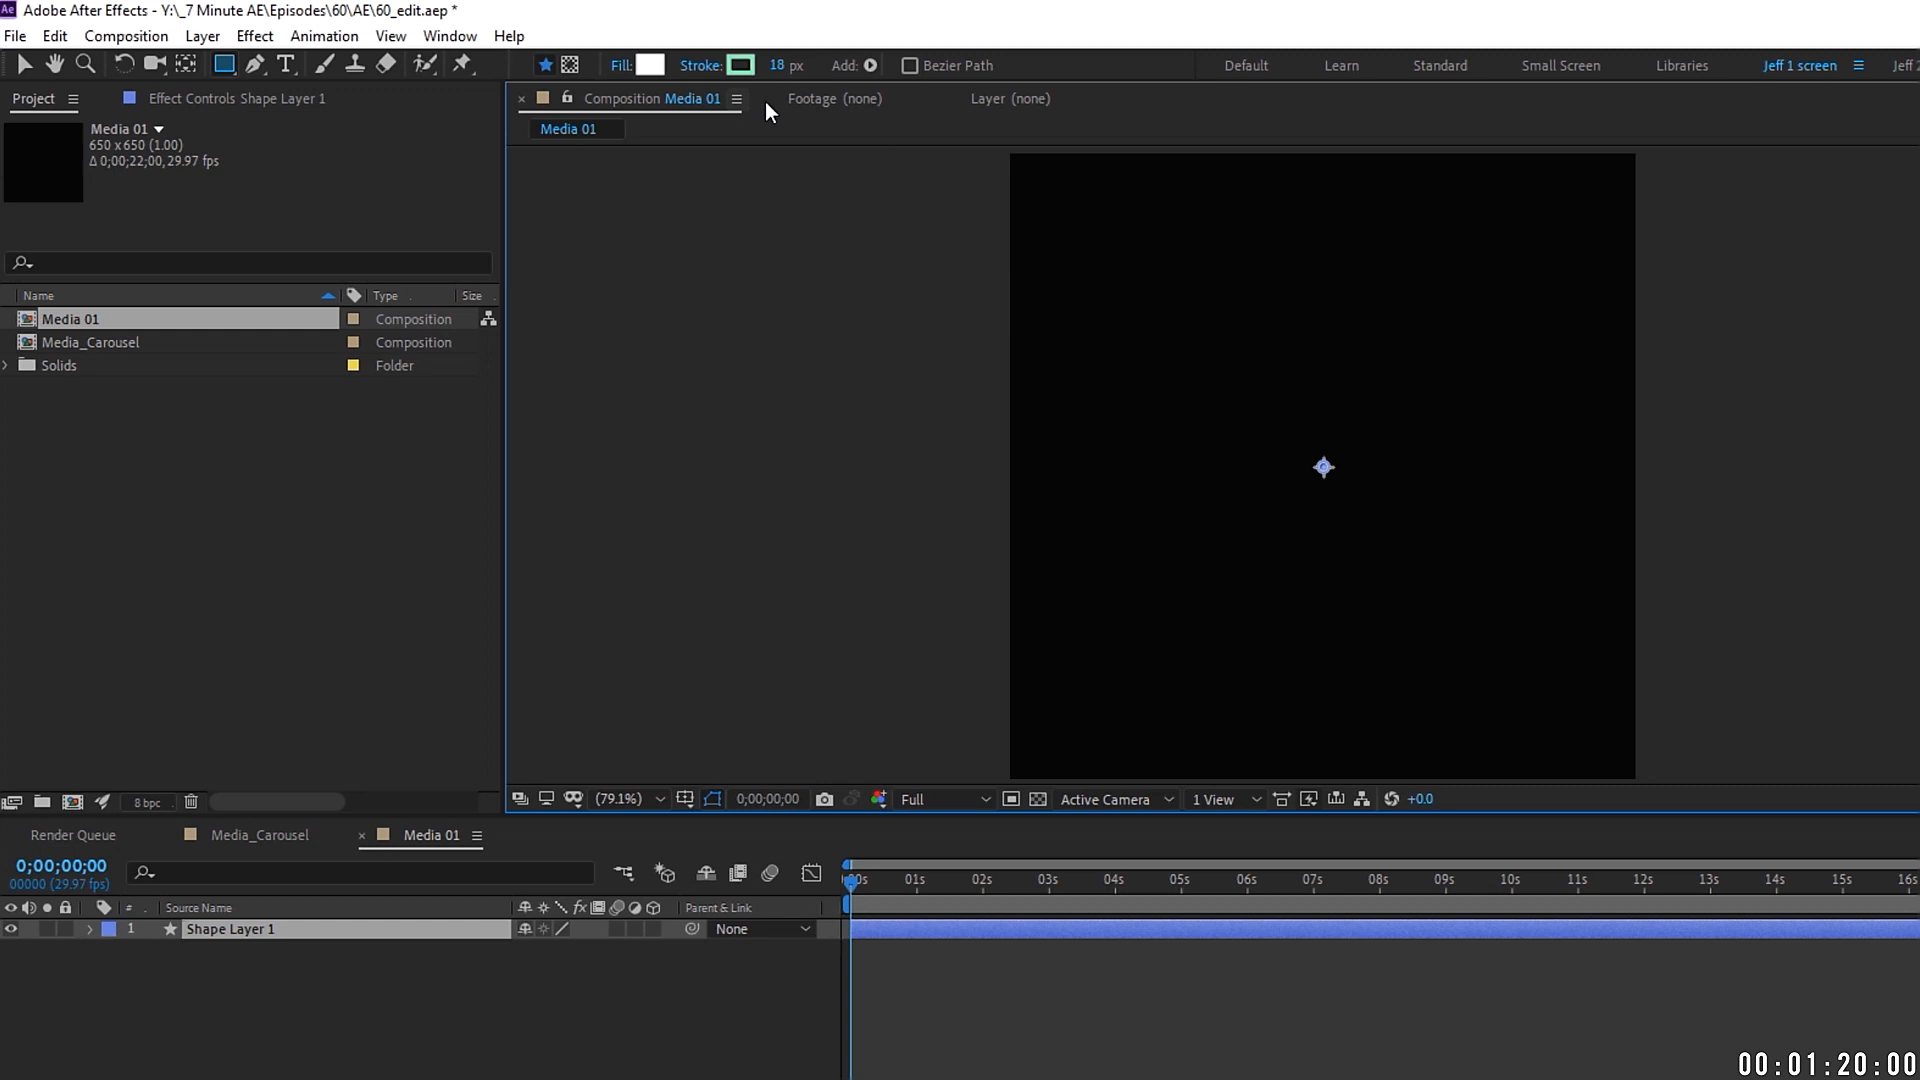 Ae Adobe After Effects - Y:\_7 Minute AE\Episodes\60\AE\60_edit.aep *
File Edit Composition Layer Effect Animation View Window Help
Fill: Stroke: 18 px Add: Bezier Path Default Learn Standard Small Screen Libraries Jeff 1 screen Jeff 2
Project Effect Controls Shape Layer 1 Composition Media 01 Footage (none) Layer (none)
Media 01
Media 01
650 x 650 (1.00)
Δ 0;00;22;00, 29.97 fps
Name Type Size
Media 01 Composition
Media_Carousel Composition
Solids Folder
8 bpc (79.1%) 0;00;00;00 Full Active Camera 1 View +0.0
Render Queue Media_Carousel Media 01
0;00;00;00
00000 (29.97 fps)
:00s 01s 02s 03s 04s 05s 06s 07s 08s 09s 10s 11s 12s 13s 14s 15s 16s
# Source Name fx Parent & Link
1 Shape Layer 1 None
00:01:20:00